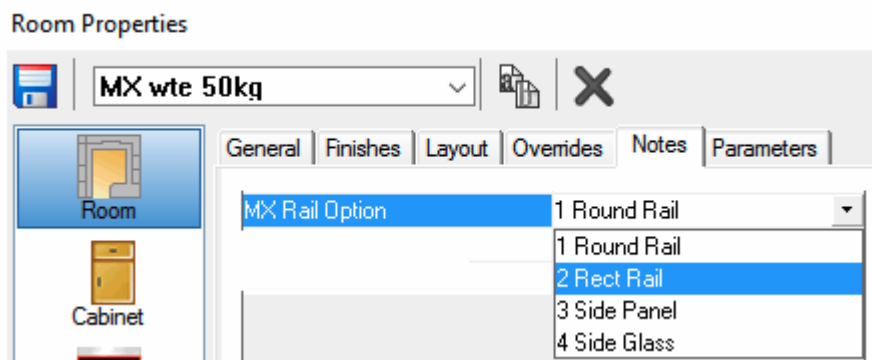 Room Properties
MX wte 50kg
General Finishes Layout Overrides Notes Parameters
Room
MX Rail Option 1 Round Rail
1 Round Rail
2 Rect Rail
Cabinet
3 Side Panel
4 Side Glass